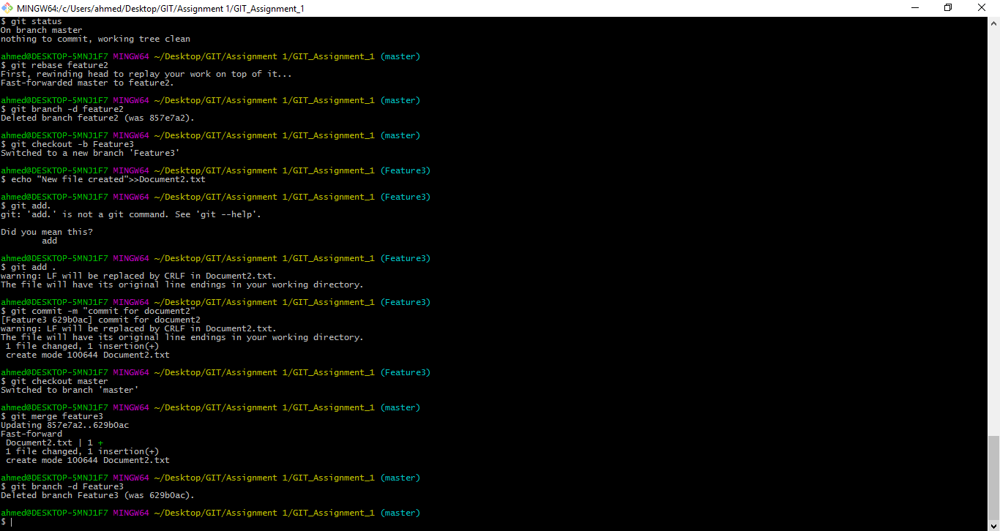 MINGW64:/c/Users/ahmed/Desktop/GIT/Assignment 1/GIT_Assignment_1
$ git status
On branch master
nothing to commit, working tree clean
ahmed@DESKTOP-5MNJ1F7 MINGW64 ~/Desktop/GIT/Assignment 1/GIT_Assignment_1 (master)
$ git rebase feature2
First, rewinding head to replay your work on top of it...
Fast-forwarded master to feature2.
ahmed@DESKTOP-5MNJ1F7 MINGW64 ~/Desktop/GIT/Assignment 1/GIT_Assignment_1 (master)
$ git branch -d feature2
Deleted branch feature2 (was 857e7a2).
ahmed@DESKTOP-5MNJ1F7 MINGW64 ~/Desktop/GIT/Assignment 1/GIT_Assignment_1 (master)
$ git checkout -b Feature3
Switched to a new branch 'Feature3'
ahmed@DESKTOP-5MNJ1F7 MINGW64 ~/Desktop/GIT/Assignment 1/GIT_Assignment_1 (Feature3)
$ echo "New file created">>Document2.txt
ahmed@DESKTOP-5MNJ1F7 MINGW64 ~/Desktop/GIT/Assignment 1/GIT_Assignment_1 (Feature3)
$ git add.
git: 'add.' is not a git command. See 'git --help'.
Did you mean this?
add
ahmed@DESKTOP-5MNJ1F7 MINGW64 ~/Desktop/GIT/Assignment 1/GIT_Assignment_1 (Feature3)
$ git add .
warning: LF will be replaced by CRLF in Document2.txt.
The file will have its original line endings in your working directory.
ahmed@DESKTOP-5MNJ1F7 MINGW64 ~/Desktop/GIT/Assignment 1/GIT_Assignment_1 (Feature3)
$ git commit -m "commit for document2"
[Feature3 629b0ac] commit for document2
warning: LF will be replaced by CRLF in Document2.txt.
The file will have its original line endings in your working directory.
1 file changed, 1 insertion(+)
create mode 100644 Document2.txt
ahmed@DESKTOP-5MNJ1F7 MINGW64 ~/Desktop/GIT/Assignment 1/GIT_Assignment_1 (Feature3)
$ git checkout master
Switched to branch 'master'
ahmed@DESKTOP-5MNJ1F7 MINGW64 ~/Desktop/GIT/Assignment 1/GIT_Assignment_1 (master)
$ git merge feature3
Updating 857e7a2..629b0ac
Fast-forward
Document2.txt | 1 +
1 file changed, 1 insertion(+)
create mode 100644 Document2.txt
ahmed@DESKTOP-5MNJ1F7 MINGW64 ~/Desktop/GIT/Assignment 1/GIT_Assignment_1 (master)
$ git branch -d Feature3
Deleted branch Feature3 (was 629b0ac).
ahmed@DESKTOP-5MNJ1F7 MINGW64 ~/Desktop/GIT/Assignment 1/GIT_Assignment_1 (master)
$